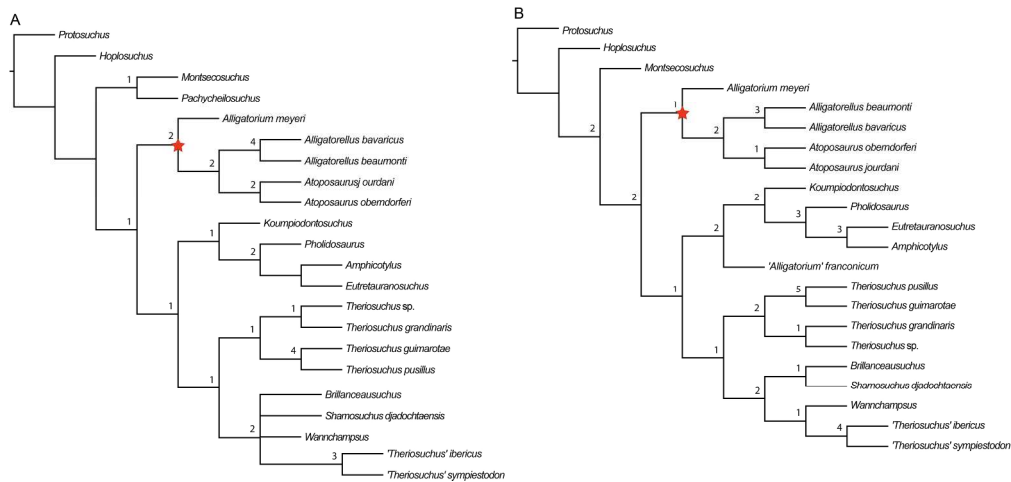 A
Protosuchus
Hoplosuchus
1
Montsecosuchus
Pachycheilosuchus
Alligatorium meyeri
2
4
Alligatorellus bavaricus
Alligatorellus beaumonti
2
2
Atoposaurusj ourdani
Atoposaurus oberndorferi
1
Koumpiodontosuchus
1
2
Pholidosaurus
Amphicotylus
Eutretauranosuchus
1
1
Theriosuchus sp.
Theriosuchus grandinaris
1
4
Theriosuchus guimarotae
Theriosuchus pusillus
1
Brillanceausuchus
Shamosuchus djadochtaensis
2
Wannchampsus
3
'Theriosuchus' ibericus
'Theriosuchus' sympiestodon
B
Protosuchus
Hoplosuchus
Montsecosuchus
2
Alligatorium meyeri
1
3
Alligatorellus beaumonti
Alligatorellus bavaricus
2
1
Atoposaurus oberndorferi
Atoposaurus jourdani
2
Koumpiodontosuchus
2
3
Pholidosaurus
3
Eutretauranosuchus
Amphicotylus
2
'Alligatorium' franconicum
1
5
Theriosuchus pusillus
Theriosuchus guimarotae
2
1
Theriosuchus grandinaris
Theriosuchus sp.
1
1
Brillanceausuchus
Shamosuchus djadochtaensis
2
Wannchampsus
1
4
'Theriosuchus' ibericus
'Theriosuchus' sympiestodon